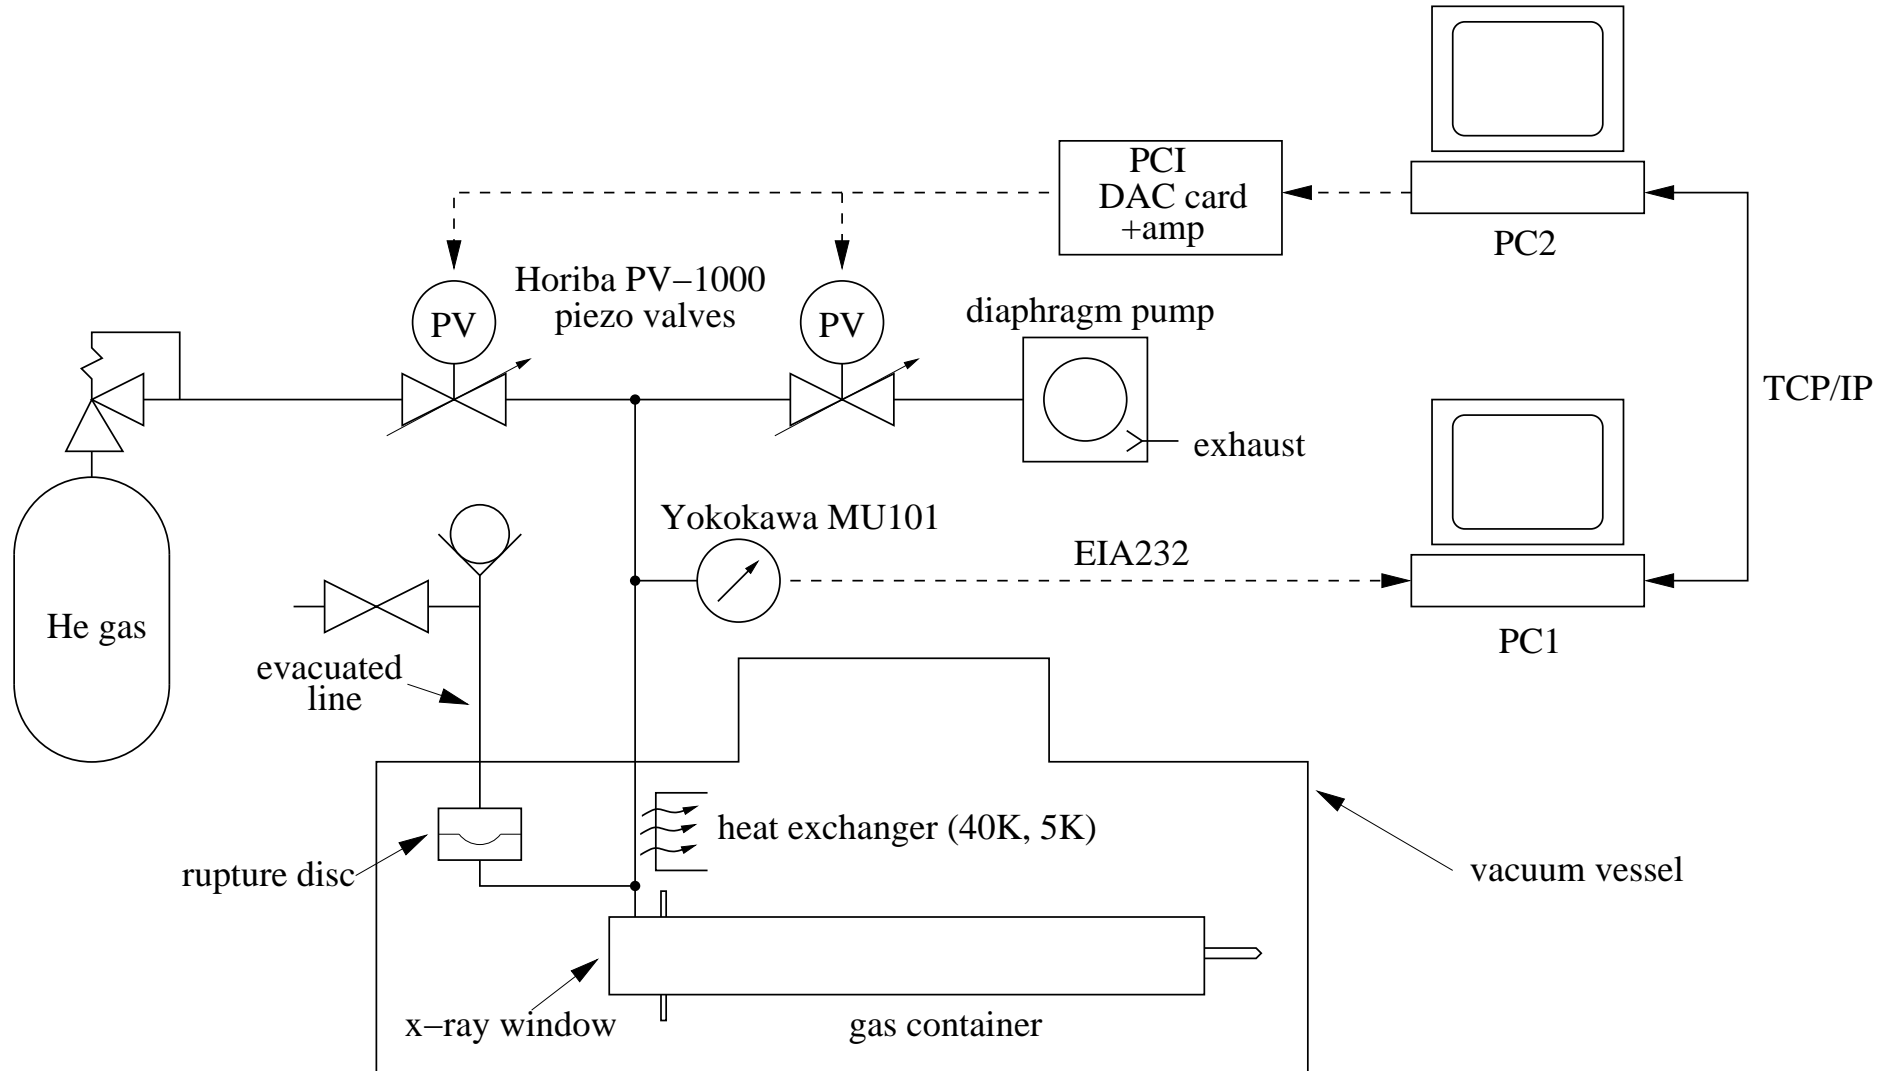 PCI
DAC card
+amp
PC2
Horiba PV−1000
piezo valves
PV
PV
diaphragm pump
TCP/IP
exhaust
Yokokawa MU101
EIA232
He gas
PC1
evacuated
line
heat exchanger (40K, 5K)
rupture disc
vacuum vessel
x−ray window
gas container